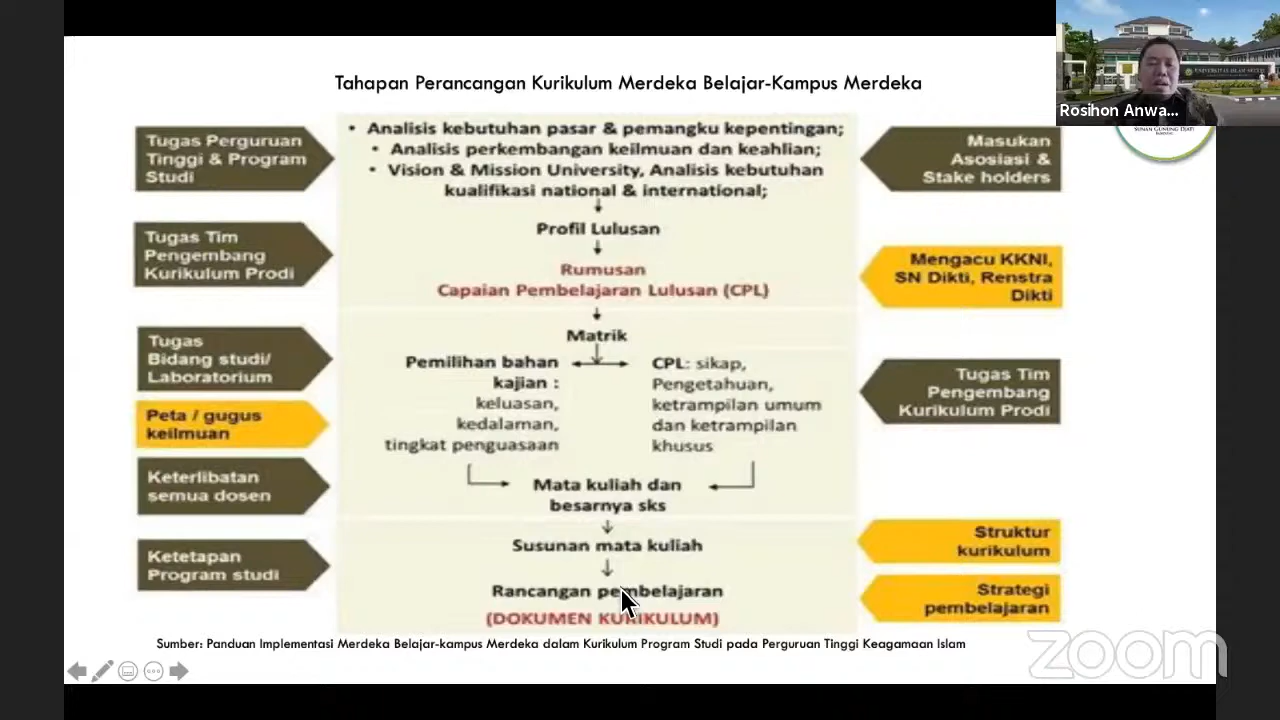 Tahapan Perancangan Kurikulum Merdeka Belajar-Kampus Merdeka
Rosihon Anwa...
SUNAN GUNUNG DJATI
Tugas Perguruan
Tinggi & Program
Studi
• Analisis kebutuhan pasar & pemangku kepentingan;
• Analisis perkembangan keilmuan dan keahlian;
• Vision & Mission University, Analisis kebutuhan
kualifikasi national & international;
Masukan
Asosiasi &
Stake holders
Tugas Tim
Pengembang
Kurikulum Prodi
Profil Lulusan
Rumusan
Capaian Pembelajaran Lulusan (CPL)
Mengacu KKNI,
SN Dikti, Renstra
Dikti
Tugas
Bidang studi/
Laboratorium
Matrik
Pemilihan bahan
kajian :
keluasan,
kedalaman,
tingkat penguasaan
CPL: sikap,
Pengetahuan,
ketrampilan umum
dan ketrampilan
khusus
Tugas Tim
Pengembang
Kurikulum Prodi
Peta / gugus
keilmuan
Keterlibatan
semua dosen
Mata kuliah dan
besarnya sks
Ketetapan
Program studi
Susunan mata kuliah
Rancangan pembelajaran
(DOKUMEN KURIKULUM)
Struktur
kurikulum
Strategi
pembelajaran
Sumber: Panduan Implementasi Merdeka Belajar-kampus Merdeka dalam Kurikulum Program Studi pada Perguruan Tinggi Keagamaan Islam
zoom